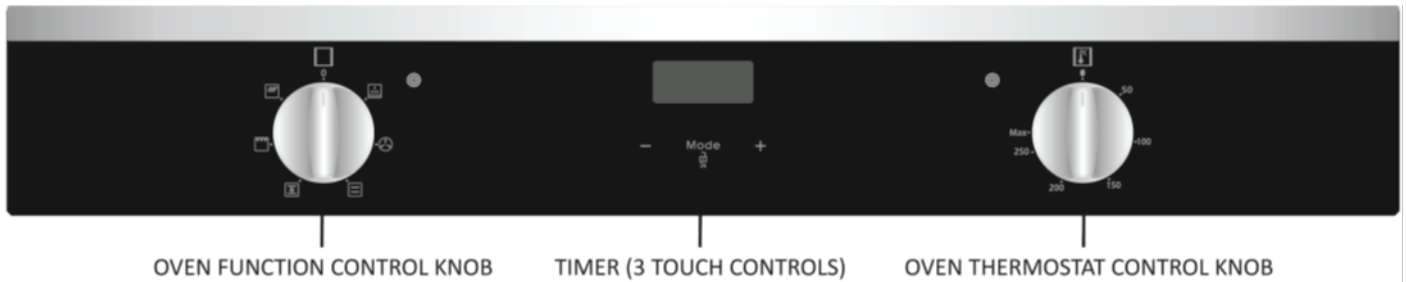 0
50
Max
100
250
200
150
− Mode +
OVEN FUNCTION CONTROL KNOB
TIMER (3 TOUCH CONTROLS)
OVEN THERMOSTAT CONTROL KNOB